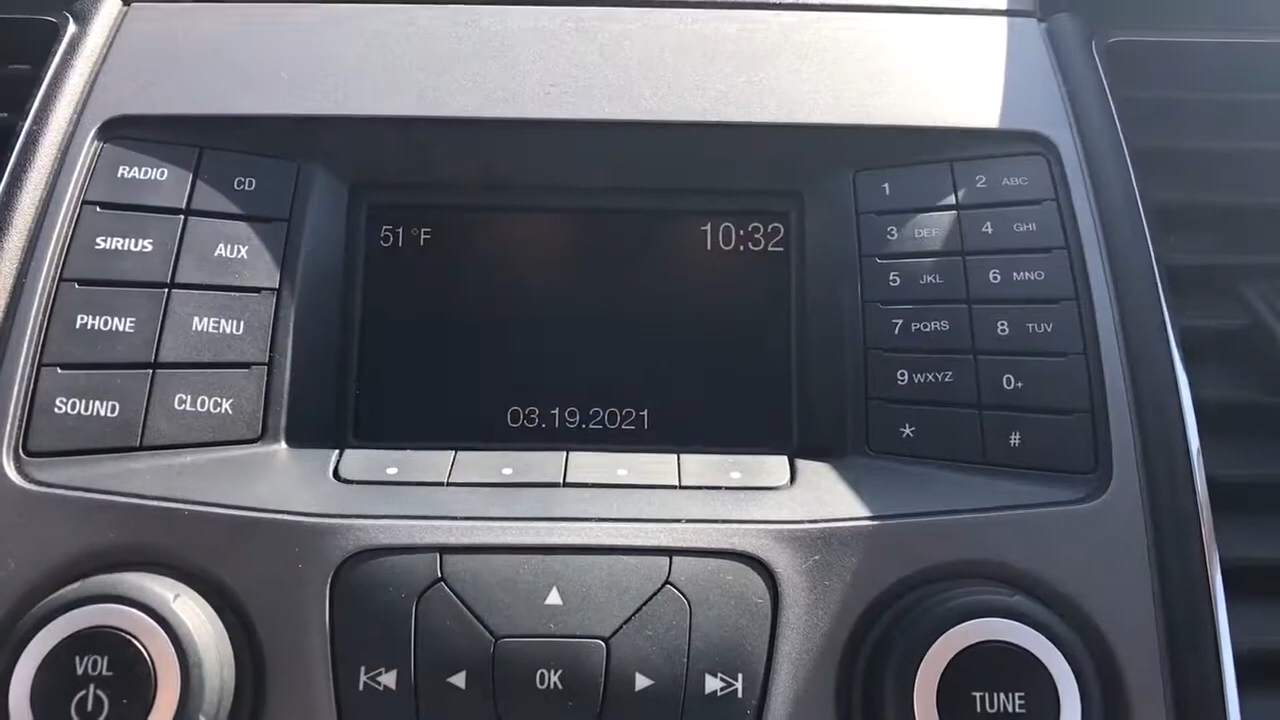 RADIO CD
SIRIUS AUX
PHONE MENU
SOUND CLOCK
51°F 10:32
03.19.2021
1 2 ABC
3 DEF 4 GHI
5 JKL 6 MNO
7 PQRS 8 TUV
9 WXYZ 0+
* #
VOL
OK
TUNE